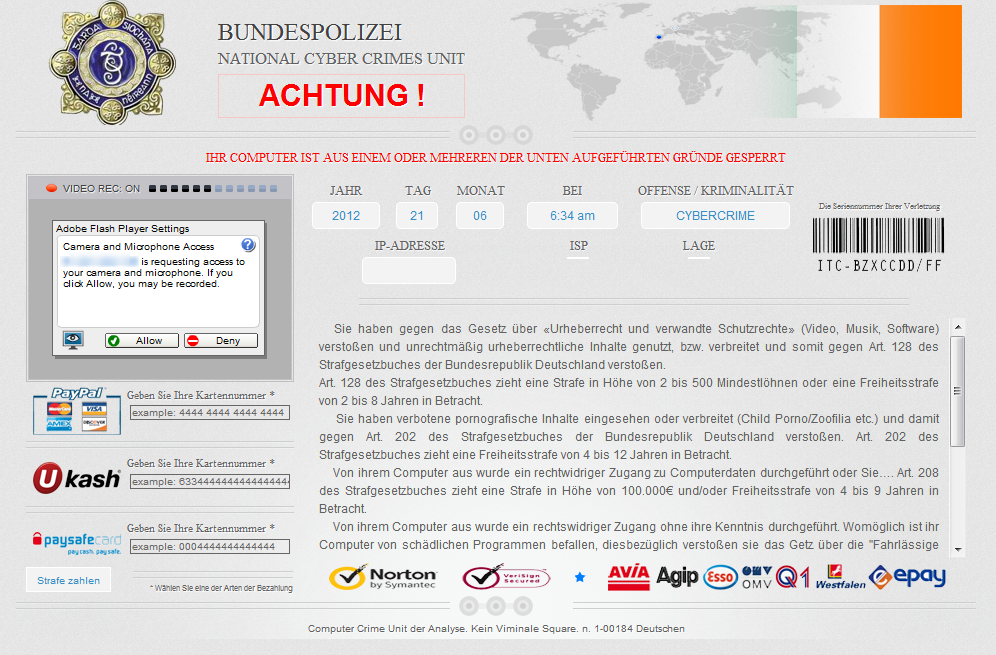 BUNDESPOLIZEI
NATIONAL CYBER CRIMES UNIT
ACHTUNG !
IHR COMPUTER IST AUS EINEM ODER MEHREREN DER UNTEN AUFGEFÜHRTEN GRÜNDE GESPERRT
VIDEO REC: ON
Adobe Flash Player Settings
Camera and Microphone Access
is requesting access to
your camera and microphone. If you
click Allow, you may be recorded.
Allow
Deny
JAHR
TAG
MONAT
BEI
OFFENSE / KRIMINALITÄT
2012
21
06
6:34 am
CYBERCRIME
IP-ADRESSE
ISP
LAGE
Die Seriennummer Ihrer Verletzung
ITC-BZXCCDD/FF
Sie haben gegen das Gesetz über «Urheberrecht und verwandte Schutzrechte» (Video, Musik, Software)
verstoßen und unrechtmäßig urheberrechtliche Inhalte genutzt, bzw. verbreitet und somit gegen Art. 128 des
Strafgesetzbuches der Bundesrepublik Deutschland verstoßen.
Art. 128 des Strafgesetzbuches zieht eine Strafe in Höhe von 2 bis 500 Mindestlöhnen oder eine Freiheitsstrafe
von 2 bis 8 Jahren in Betracht.
Sie haben verbotene pornografische Inhalte eingesehen oder verbreitet (Child Porno/Zoofilia etc.) und damit
gegen Art. 202 des Strafgesetzbuches der Bundesrepublik Deutschland verstoßen. Art. 202 des
Strafgesetzbuches zieht eine Freiheitsstrafe von 4 bis 12 Jahren in Betracht.
Von ihrem Computer aus wurde ein rechtwidriger Zugang zu Computerdaten durchgeführt oder Sie.... Art. 208
des Strafgesetzbuches zieht eine Strafe in Höhe von 100.000€ und/oder Freiheitsstrafe von 4 bis 9 Jahren in
Betracht.
Von ihrem Computer aus wurde ein rechtswidriger Zugang ohne ihre Kenntnis durchgeführt. Womöglich ist ihr
Computer von schädlichen Programmen befallen, diesbezüglich verstoßen sie das Getz über die "Fahrlässige
PayPal
MasterCard
VISA
AMEX
DISCOVER
Geben Sie Ihre Kartennummer *
example: 4444 4444 4444 4444
Ukash
Geben Sie Ihre Kartennummer *
paysafecard
pay cash. pay safe.
Geben Sie Ihre Kartennummer *
example: 0004444444444444
Strafe zahlen
* Wählen Sie eine der Arten der Bezahlung
Norton
by Symantec
VeriSign
Secured
AVIA
Agip
Esso
OMV
Q1
Westfalen
epay
Computer Crime Unit der Analyse. Kein Viminale Square. n. 1-00184 Deutschen